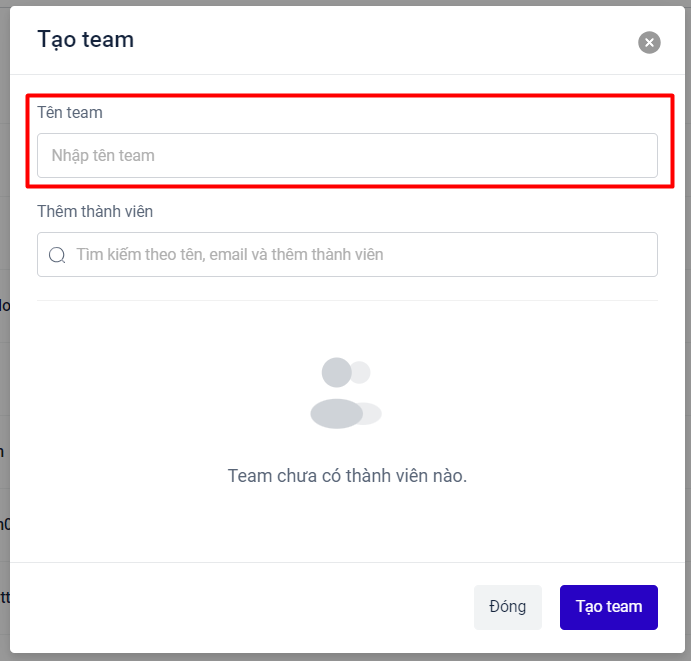 Tạo team
Tên team
Nhập tên team
Thêm thành viên
Tìm kiếm theo tên, email và thêm thành viên
Team chưa có thành viên nào.
Đóng
Tạo team